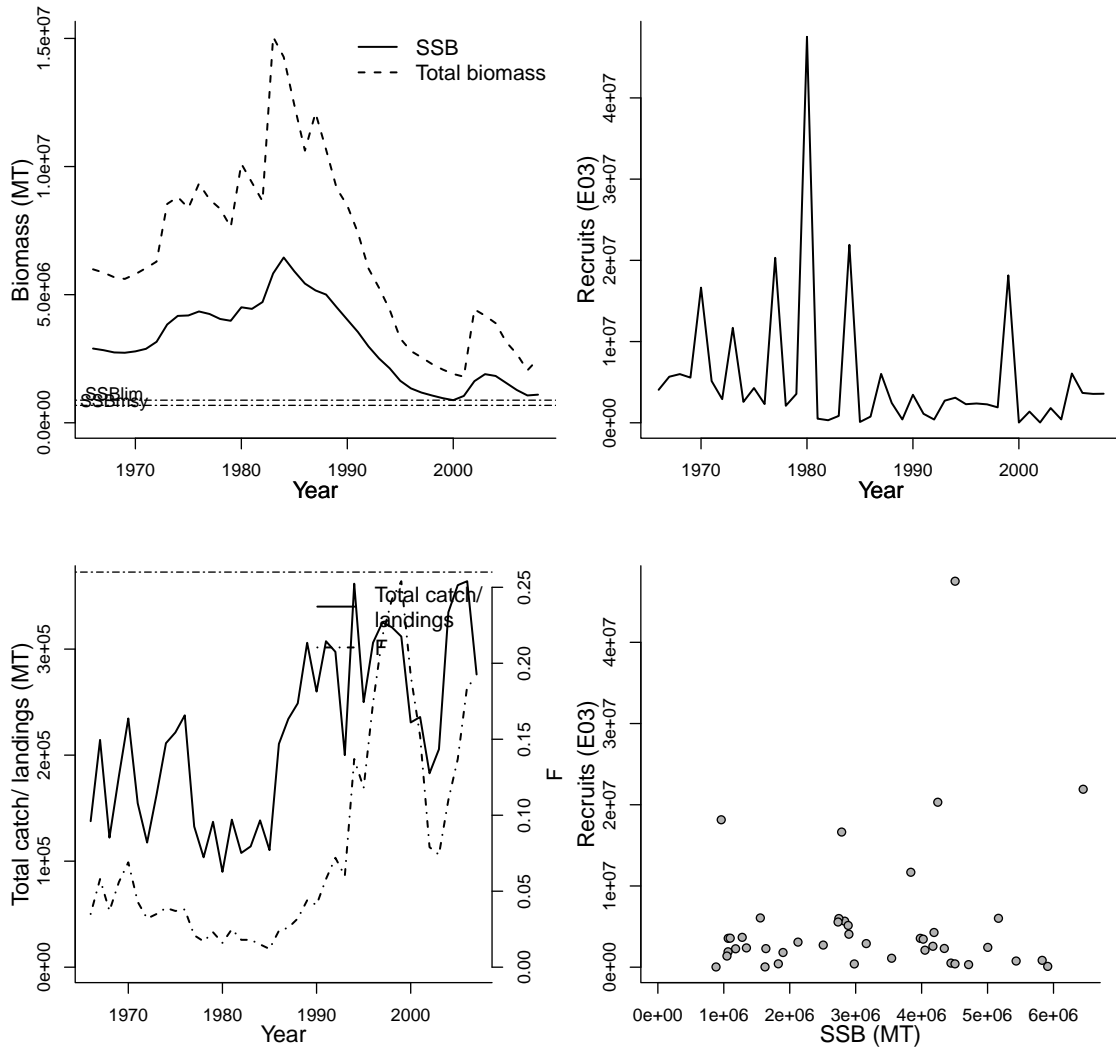 SSB
Total biomass
1.5e+07
1.0e+07
5.0e+06
0.0e+00
Biomass (MT)
SSBlim
SSBmsy
1970
1980
1990
2000
Year
4e+07
3e+07
2e+07
1e+07
0e+00
Recruits (E03)
1970
1980
1990
2000
Year
Total catch/
landings
F
3e+05
2e+05
1e+05
0e+00
Total catch/ landings (MT)
0.25
0.20
0.15
0.10
0.05
0.00
F
1970
1980
1990
2000
Year
4e+07
3e+07
2e+07
1e+07
0e+00
Recruits (E03)
0e+00
1e+06
2e+06
3e+06
4e+06
5e+06
6e+06
SSB (MT)